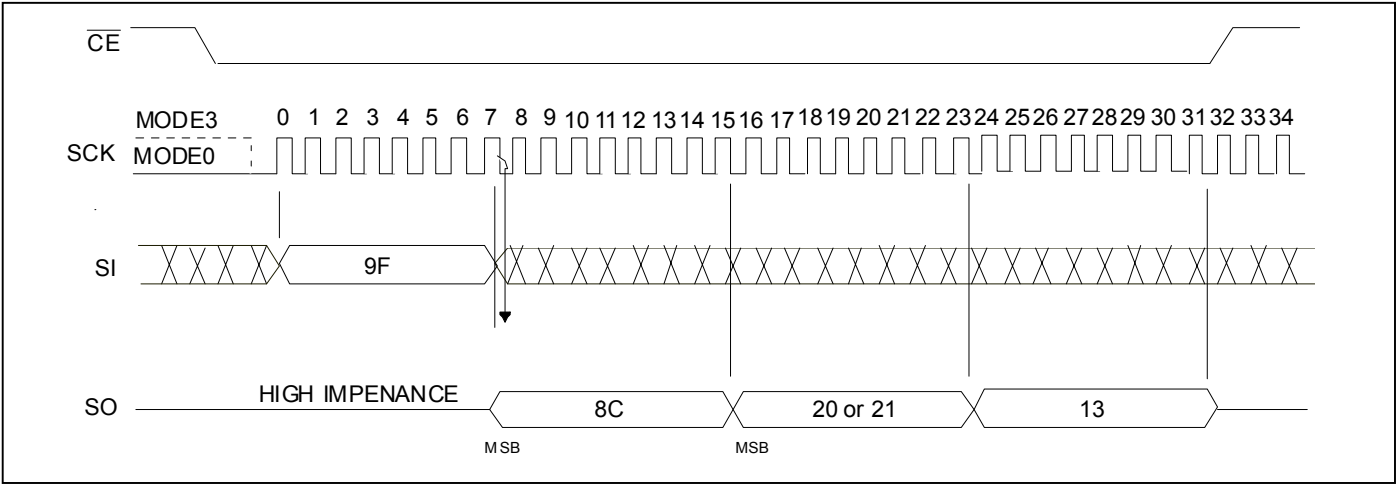 CE
MODE3 0 1 2 3 4 5 6 7 8 9 10 11 12 13 14 15 16 17 18 19 20 21 22 23 24 25 26 27 28 29 30 31 32 33 34
SCK MODE0
SI 9F
HIGH IMPENANCE
SO 8C 20 or 21 13
MSB MSB